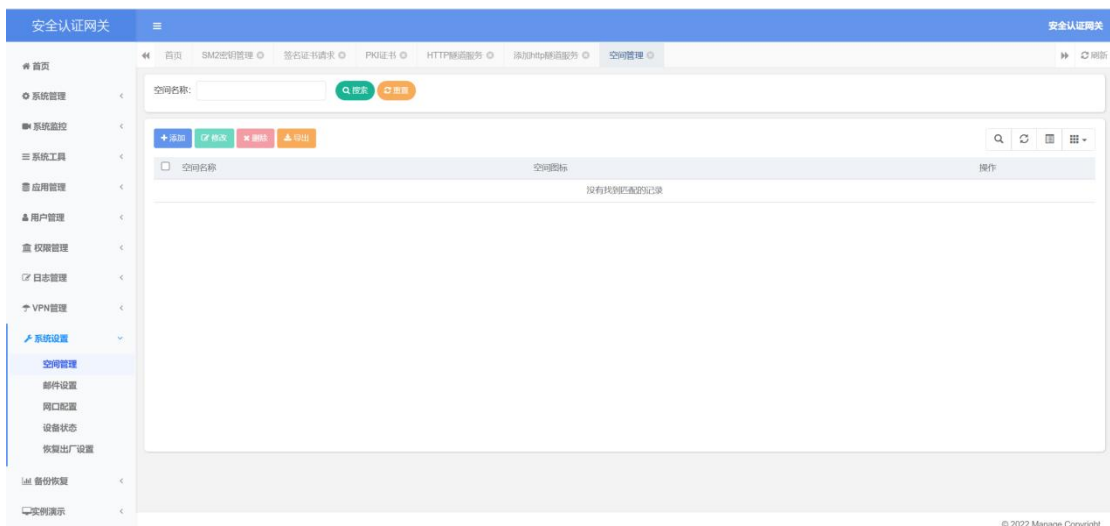 安全认证网关
安全认证网关
首页
系统管理
系统监控
系统工具
应用管理
用户管理
权限管理
日志管理
VPN管理
系统设置
空间管理
邮件设置
网口配置
设备状态
恢复出厂设置
备份恢复
实例演示
首页 SM2密钥管理 签名证书请求 PKI证书 HTTP隧道服务 添加http隧道服务 空间管理 刷新
空间名称: 搜索 重置
添加 修改 删除 导出
空间名称 空间图标 操作
没有找到匹配的记录
© 2022 Manage Copyright